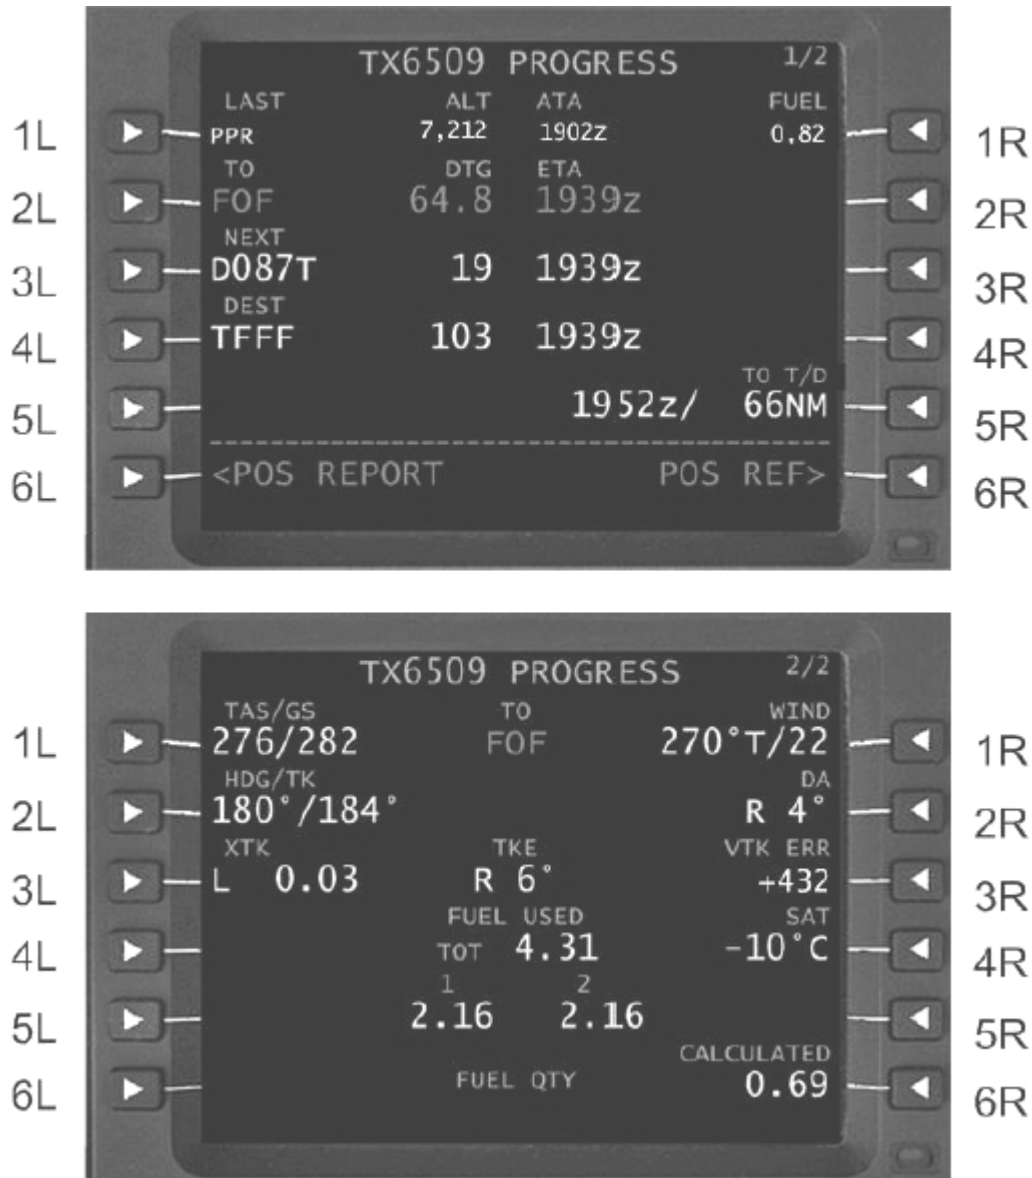 TX6509 PROGRESS 1/2
LAST ALT ATA FUEL
1L PPR 7,212 1902z 0.82 1R
TO DTG ETA
2L FOF 64.8 1939z 2R
NEXT
3L D087T 19 1939z 3R
DEST
4L TFFF 103 1939z 4R
TO T/D
5L 1952z/ 66NM 5R
6L <POS REPORT POS REF> 6R
TX6509 PROGRESS 2/2
TAS/GS TO WIND
1L 276/282 FOF 270°T/22 1R
HDG/TK DA
2L 180°/184° R 4° 2R
XTK TKE VTK ERR
3L L 0.03 R 6° +432 3R
FUEL USED SAT
4L TOT 4.31 -10°C 4R
1 2
5L 2.16 2.16 5R
CALCULATED
6L FUEL QTY 0.69 6R